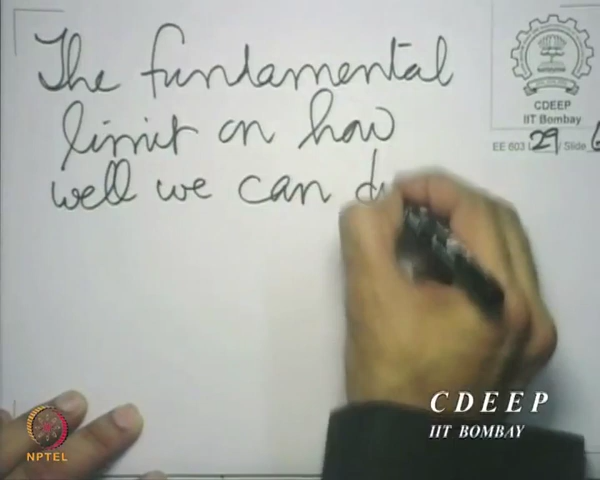 The fundamental
limit on how
well we can
CDEEP
IIT Bombay
EE 603 L 29 / Slide 6
CDEEP
IIT BOMBAY
NPTEL